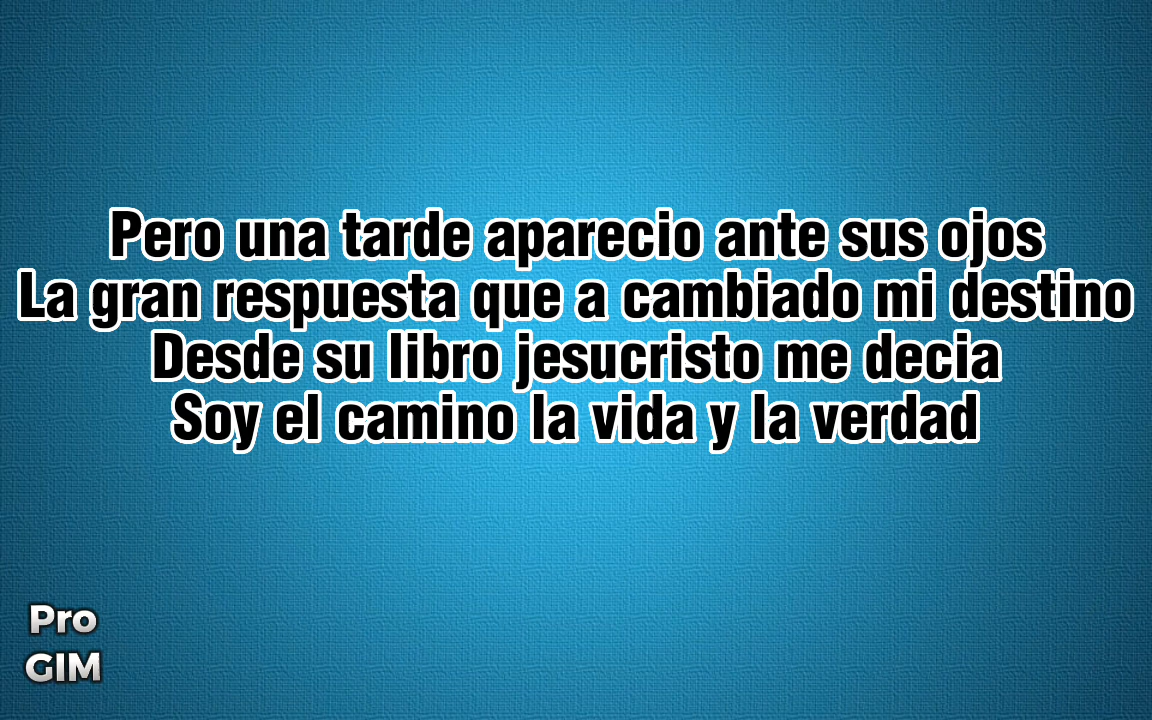 Pero una tarde aparecio ante sus ojos
La gran respuesta que a cambiado mi destino
Desde su libro jesucristo me decia
Soy el camino la vida y la verdad
Pro
GIM